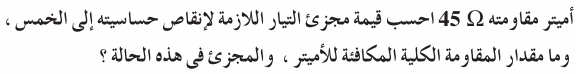 أميتر مقاومته 45 Ω احسب قيمة مجزئ التيار اللازمة لإنقاص حساسيته إلى الخمس ،
وما مقدار المقاومة الكلية المكافئة للأميتر ، والمجزئ فى هذه الحالة ؟